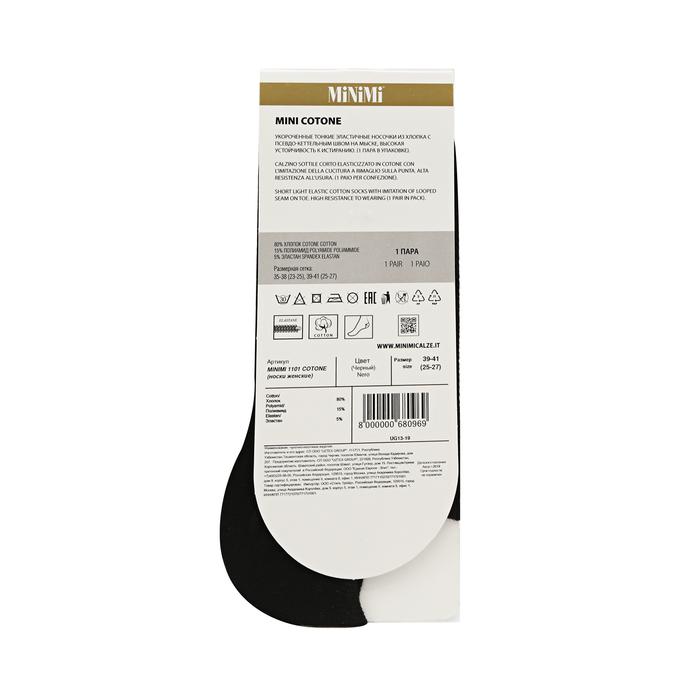 MiNiMi
MINI COTONE
УКОРОЧЕННЫЕ ТОНКИЕ ЭЛАСТИЧНЫЕ НОСОЧКИ ИЗ ХЛОПКА С
ПСЕВДО-КЕТТЕЛЬНЫМ ШВОМ НА МЫСКЕ, ВЫСОКАЯ
УСТОЙЧИВОСТЬ К ИСТИРАНИЮ. (1 ПАРА В УПАКОВКЕ).
CALZINO SOTTILE CORTO ELASTICIZZATO IN COTONE CON
L'IMITAZIONE DELLA CUCITURA A RIMAGLIO SULLA PUNTA. ALTA
RESISTENZA ALL'USURA. (1 PAIO PER CONFEZIONE).
SHORT LIGHT ELASTIC COTTON SOCKS WITH IMITATION OF LOOPED
SEAM ON TOE. HIGH RESISTANCE TO WEARING (1 PAIR IN PACK).
80% ХЛОПОК COTONE COTTON
15% ПОЛИАМИД POLYAMIDE POLIAMMIDE
5% ЭЛАСТАН SPANDEX ELASTAN
1 ПАРА
1 PAIR 1 PAIO
Размерная сетка:
35-38 (23-25), 39-41 (25-27)
30
EAC
ELASTANE
COTTON
WWW.MINIMICALZE.IT
Артикул
MINIMI 1101 COTONE
(носки женские)
Цвет
(Черный)
Nero
Размер
size
39-41
(25-27)
Cotton/
Хлопок 80%
Polyamid/
Полиамид 15%
Elastan/
Эластан 5%
8 000000 680969
UG13-19